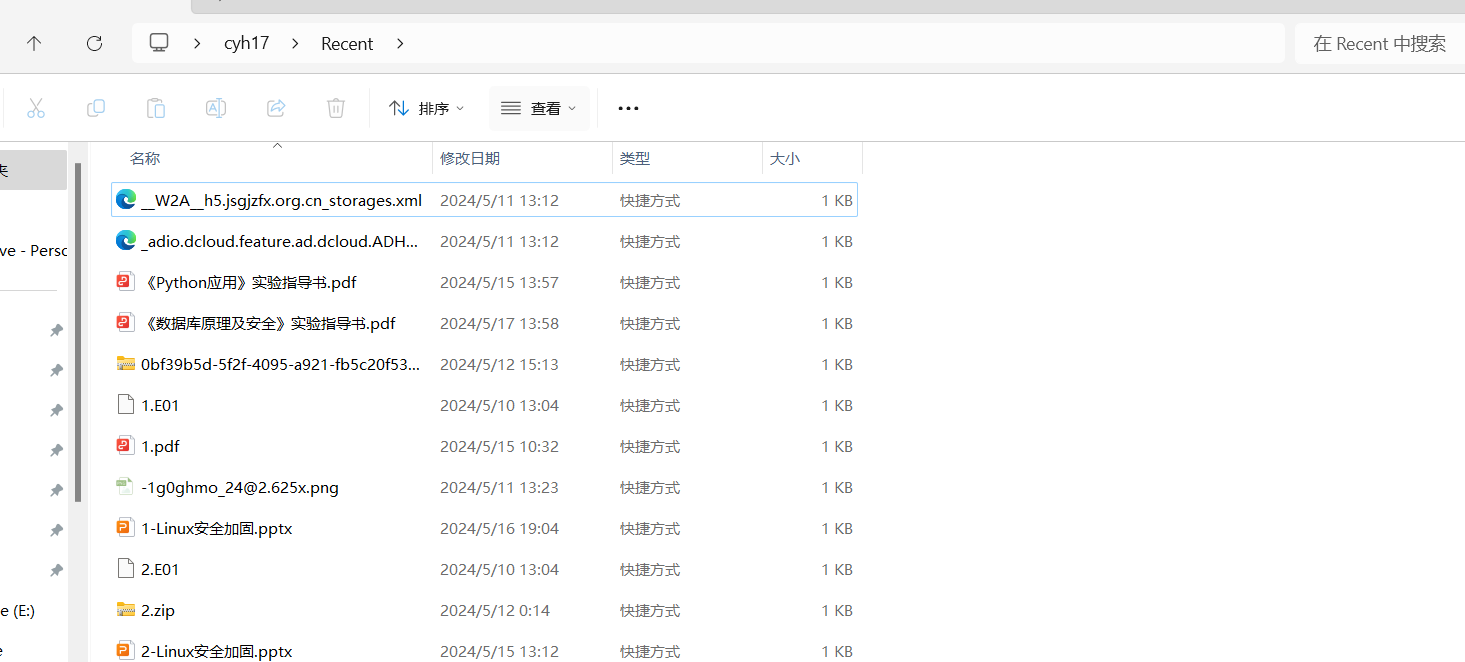 cyh17 Recent 在 Recent 中搜索
排序 查看
名称 修改日期 类型 大小
夹
__W2A__h5.jsgjzfx.org.cn_storages.xml 2024/5/11 13:12 快捷方式 1 KB
ve - Perso
_adio.dcloud.feature.ad.dcloud.ADH... 2024/5/11 13:12 快捷方式 1 KB
《Python应用》实验指导书.pdf 2024/5/15 13:57 快捷方式 1 KB
《数据库原理及安全》实验指导书.pdf 2024/5/17 13:58 快捷方式 1 KB
0bf39b5d-5f2f-4095-a921-fb5c20f53... 2024/5/12 15:13 快捷方式 1 KB
1.E01 2024/5/10 13:04 快捷方式 1 KB
1.pdf 2024/5/15 10:32 快捷方式 1 KB
-1g0ghmo_24@2.625x.png 2024/5/11 13:23 快捷方式 1 KB
1-Linux安全加固.pptx 2024/5/16 19:04 快捷方式 1 KB
2.E01 2024/5/10 13:04 快捷方式 1 KB
e (E:) 2.zip 2024/5/12 0:14 快捷方式 1 KB
e 2-Linux安全加固.pptx 2024/5/15 13:12 快捷方式 1 KB